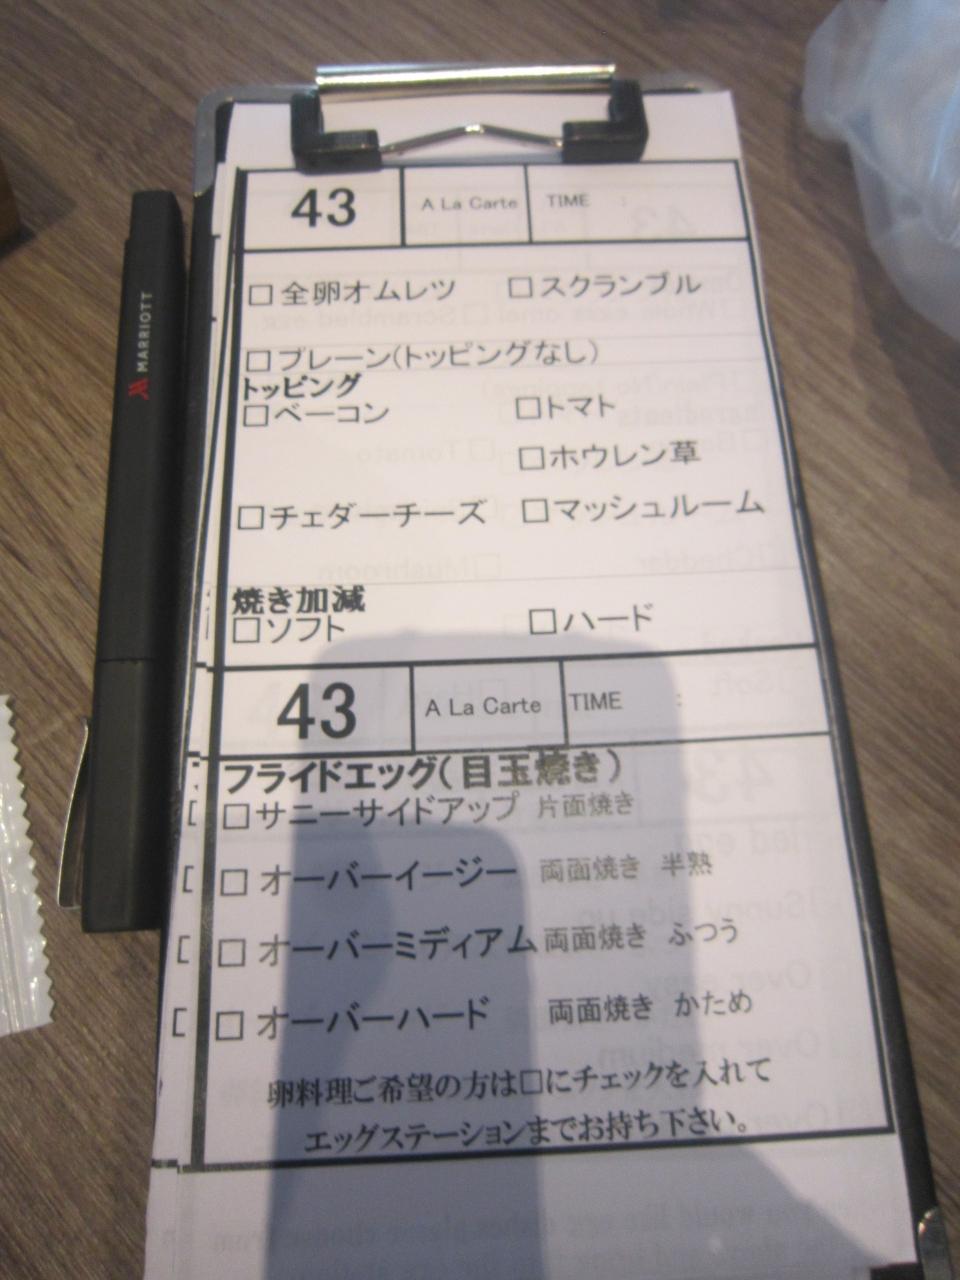 43 A La Carte TIME :
□全卵オムレツ □スクランブル
□プレーン(トッピングなし)
トッピング
□ベーコン □トマト
□ホウレン草
□チェダーチーズ □マッシュルーム
焼き加減
□ソフト □ハード
43 A La Carte TIME :
フライドエッグ(目玉焼き)
□サニーサイドアップ 片面焼き
□オーバーイージー 両面焼き 半熟
□オーバーミディアム 両面焼き ふつう
□オーバーハード 両面焼き かため
卵料理ご希望の方は□にチェックを入れて
エッグステーションまでお持ち下さい。
MARRIOTT